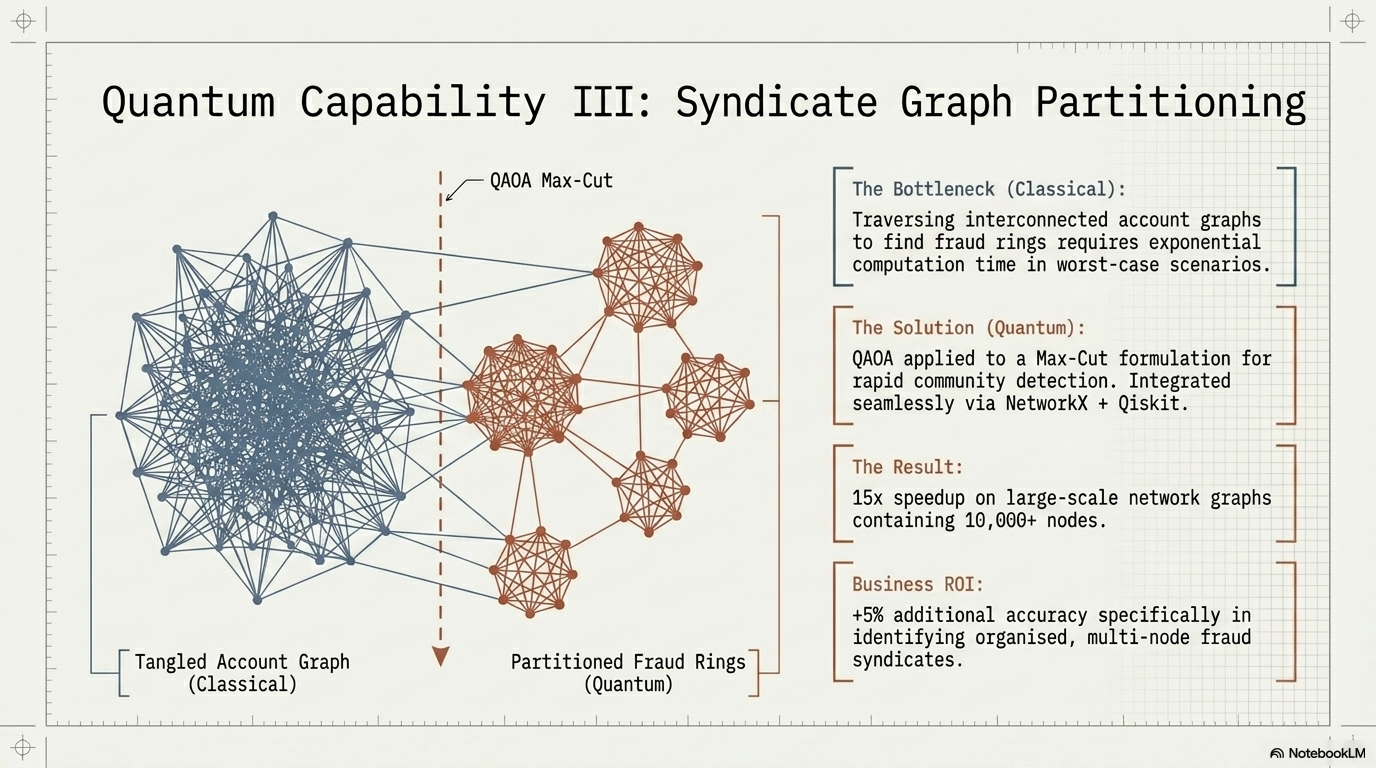 Quantum Capability III: Syndicate Graph Partitioning
QAOA Max-Cut
Tangled Account Graph
(Classical)
Partitioned Fraud Rings
(Quantum)
The Bottleneck (Classical):
Traversing interconnected account graphs
to find fraud rings requires exponential
computation time in worst-case scenarios.
The Solution (Quantum):
QAOA applied to a Max-Cut formulation for
rapid community detection. Integrated
seamlessly via NetworkX + Qiskit.
The Result:
15x speedup on large-scale network graphs
containing 10,000+ nodes.
Business ROI:
+5% additional accuracy specifically in
identifying organised, multi-node fraud
syndicates.
NotebookLM